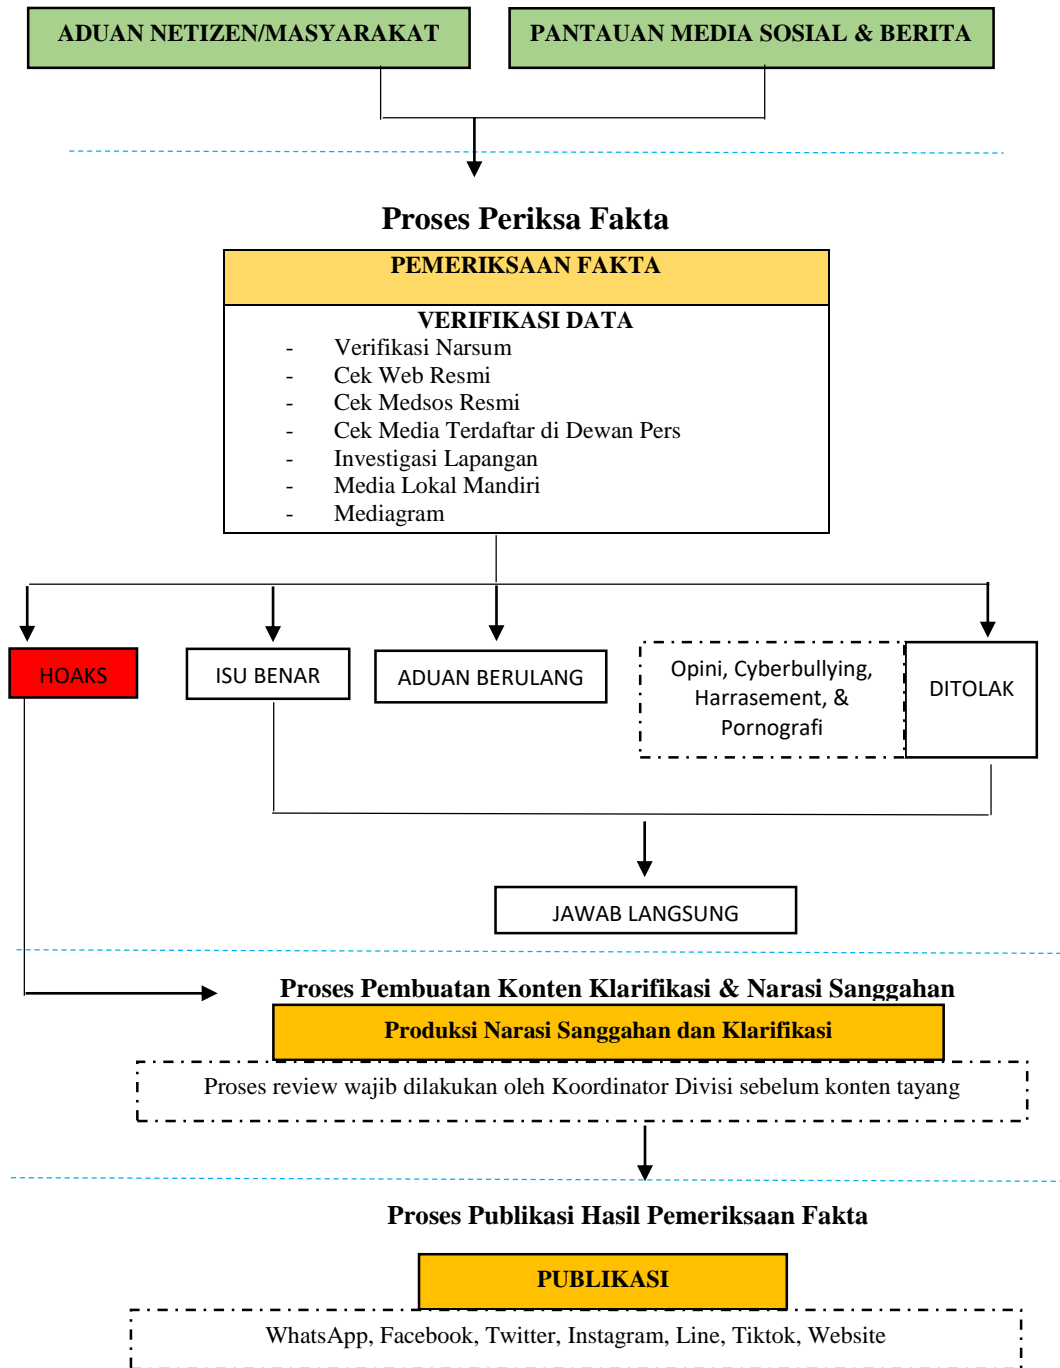 ADUAN NETIZEN/MASYARAKAT
PANTAUAN MEDIA SOSIAL & BERITA
Proses Periksa Fakta
PEMERIKSAAN FAKTA
VERIFIKASI DATA
- Verifikasi Narsum
- Cek Web Resmi
- Cek Medsos Resmi
- Cek Media Terdaftar di Dewan Pers
- Investigasi Lapangan
- Media Lokal Mandiri
- Mediagram
HOAKS
ISU BENAR
ADUAN BERULANG
Opini, Cyberbullying,
Harrasement, &
Pornografi
DITOLAK
JAWAB LANGSUNG
Proses Pembuatan Konten Klarifikasi & Narasi Sanggahan
Produksi Narasi Sanggahan dan Klarifikasi
Proses review wajib dilakukan oleh Koordinator Divisi sebelum konten tayang
Proses Publikasi Hasil Pemeriksaan Fakta
PUBLIKASI
WhatsApp, Facebook, Twitter, Instagram, Line, Tiktok, Website